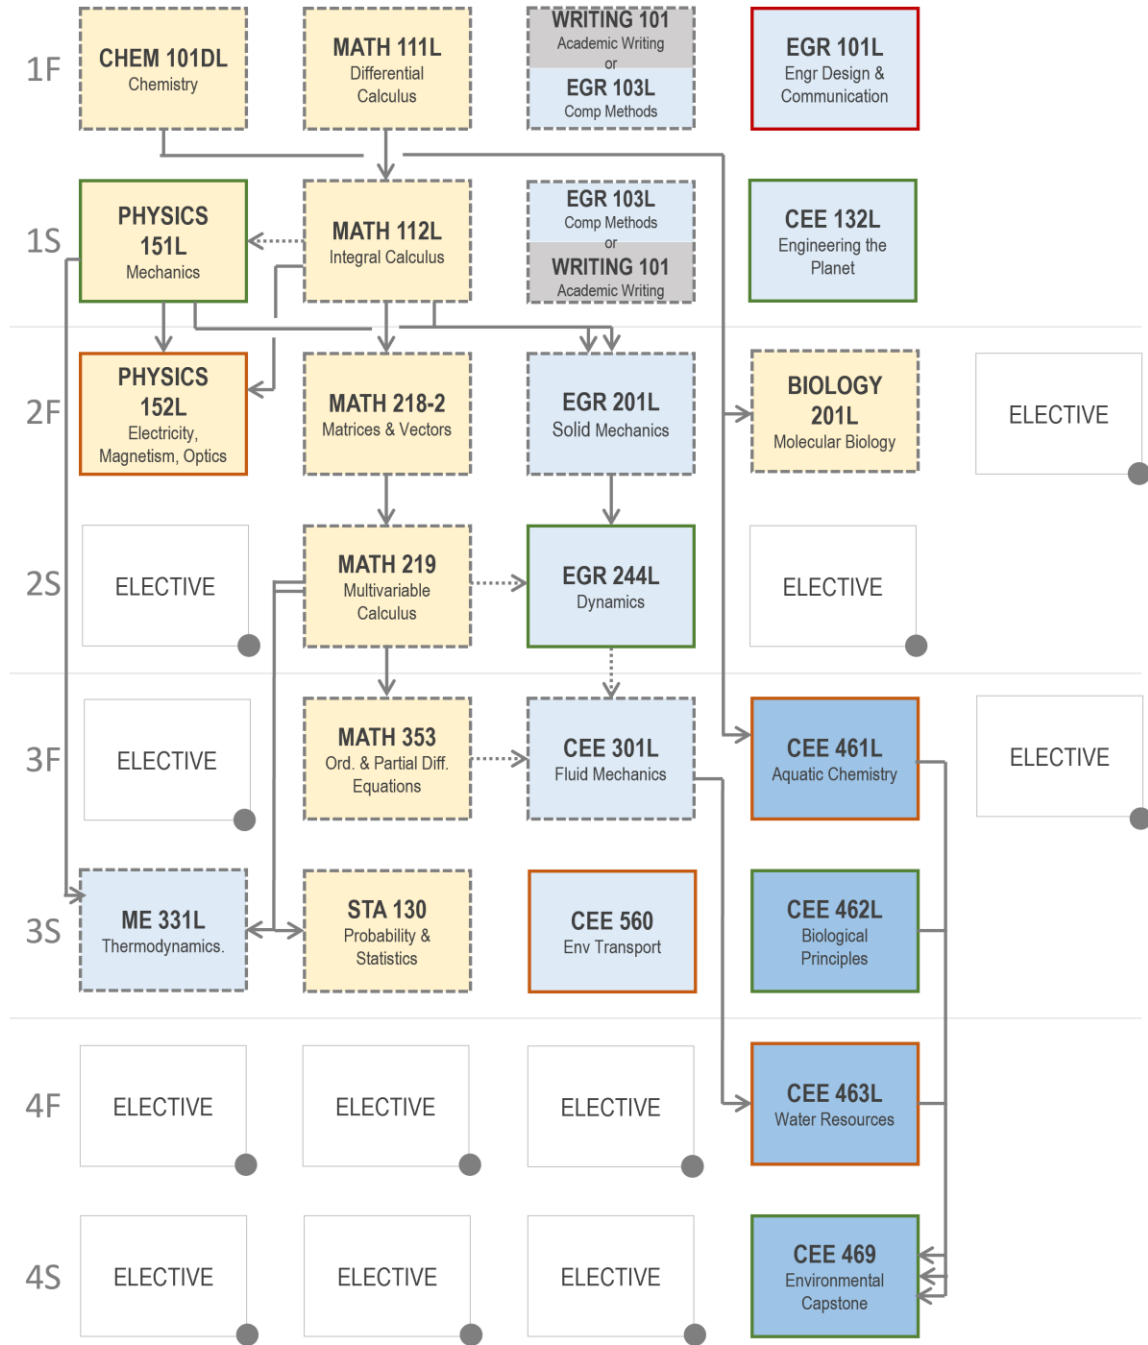 1F
CHEM 101DL
Chemistry
MATH 111L
Differential
Calculus
WRITING 101
Academic Writing
or
EGR 103L
Comp Methods
EGR 101L
Engr Design &
Communication
1S
PHYSICS
151L
Mechanics
MATH 112L
Integral Calculus
EGR 103L
Comp Methods
or
WRITING 101
Academic Writing
CEE 132L
Engineering the
Planet
2F
PHYSICS
152L
Electricity,
Magnetism, Optics
MATH 218-2
Matrices & Vectors
EGR 201L
Solid Mechanics
BIOLOGY
201L
Molecular Biology
ELECTIVE
2S
ELECTIVE
MATH 219
Multivariable
Calculus
EGR 244L
Dynamics
ELECTIVE
3F
ELECTIVE
MATH 353
Ord. & Partial Diff.
Equations
CEE 301L
Fluid Mechanics
CEE 461L
Aquatic Chemistry
ELECTIVE
3S
ME 331L
Thermodynamics.
STA 130
Probability &
Statistics
CEE 560
Env Transport
CEE 462L
Biological
Principles
4F
ELECTIVE
ELECTIVE
ELECTIVE
CEE 463L
Water Resources
4S
ELECTIVE
ELECTIVE
ELECTIVE
CEE 469
Environmental
Capstone